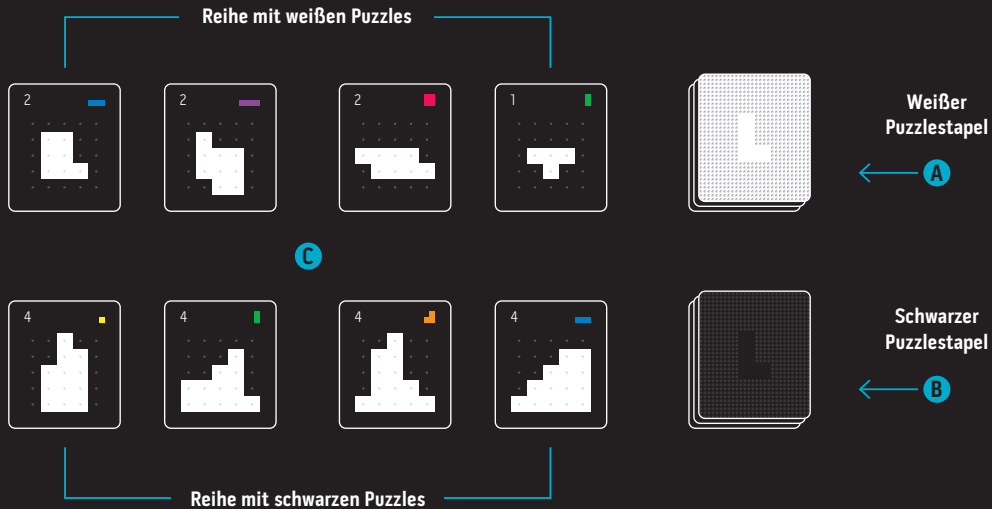 Reihe mit weißen Puzzles
2
2
2
1
Weißer
Puzzlestapel
A
C
4
4
4
4
Schwarzer
Puzzlestapel
B
Reihe mit schwarzen Puzzles